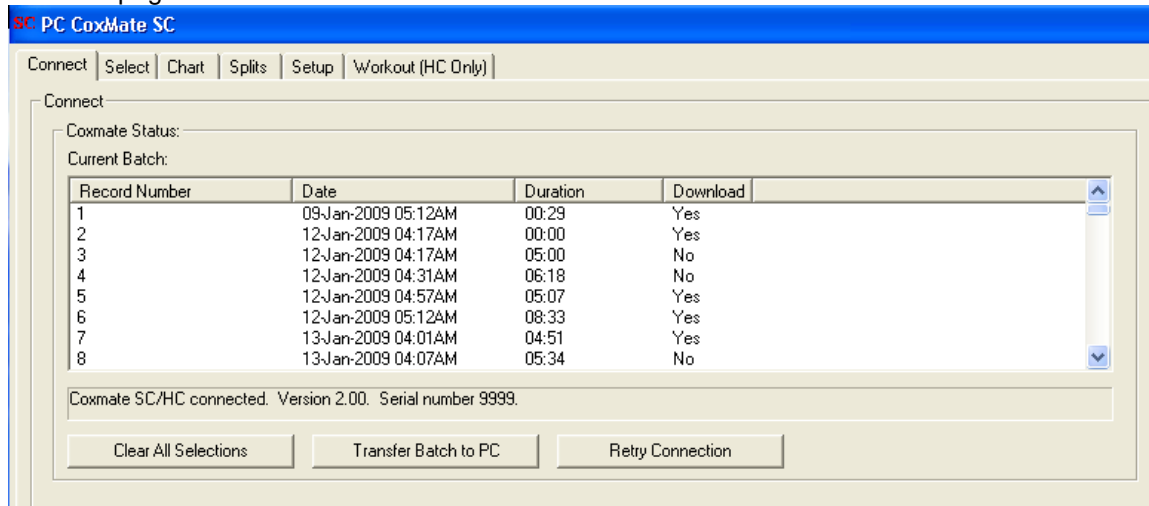 SC PC CoxMate SC
Connect Select Chart Splits Setup Workout (HC Only)
Connect
Coxmate Status:
Current Batch:
Record Number Date Duration Download
1 09-Jan-2009 05:12AM 00:29 Yes
2 12-Jan-2009 04:17AM 00:00 Yes
3 12-Jan-2009 04:17AM 05:00 No
4 12-Jan-2009 04:31AM 06:18 No
5 12-Jan-2009 04:57AM 05:07 Yes
6 12-Jan-2009 05:12AM 08:33 Yes
7 13-Jan-2009 04:01AM 04:51 Yes
8 13-Jan-2009 04:07AM 05:34 No
Coxmate SC/HC connected. Version 2.00. Serial number 9999.
Clear All Selections Transfer Batch to PC Retry Connection